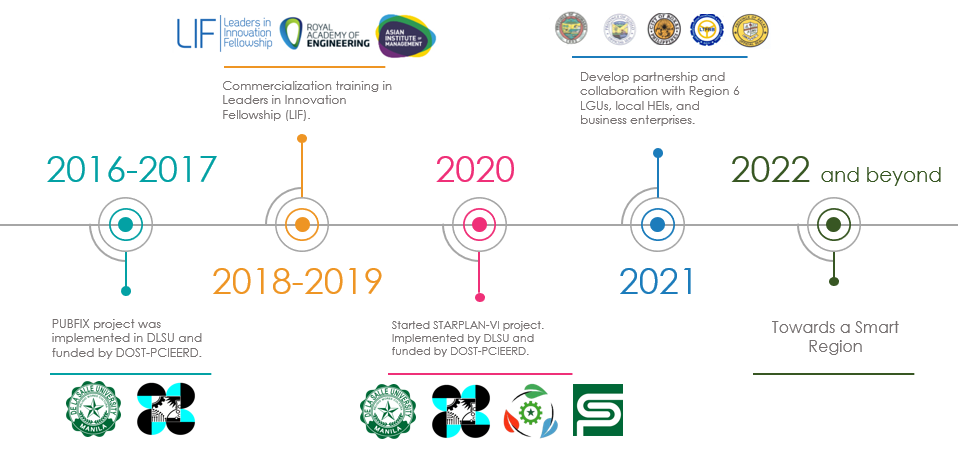 LIF
Leaders in
Innovation
Fellowship
ROYAL
ACADEMY OF
ENGINEERING
ASIAN
INSTITUTE OF
MANAGEMENT
Commercialization training in
Leaders in Innovation
Fellowship (LIF).
Develop partnership and
collaboration with Region 6
LGUs, local HEIs, and
business enterprises.
2016-2017
2020
2022 and beyond
2018-2019
2021
PUBFIX project was
implemented in DLSU and
funded by DOST-PCIEERD.
Started STARPLAN-VI project.
Implemented by DLSU and
funded by DOST-PCIEERD.
Towards a Smart
Region
DE LA SALLE UNIVERSITY
MANILA
DE LA SALLE UNIVERSITY
MANILA